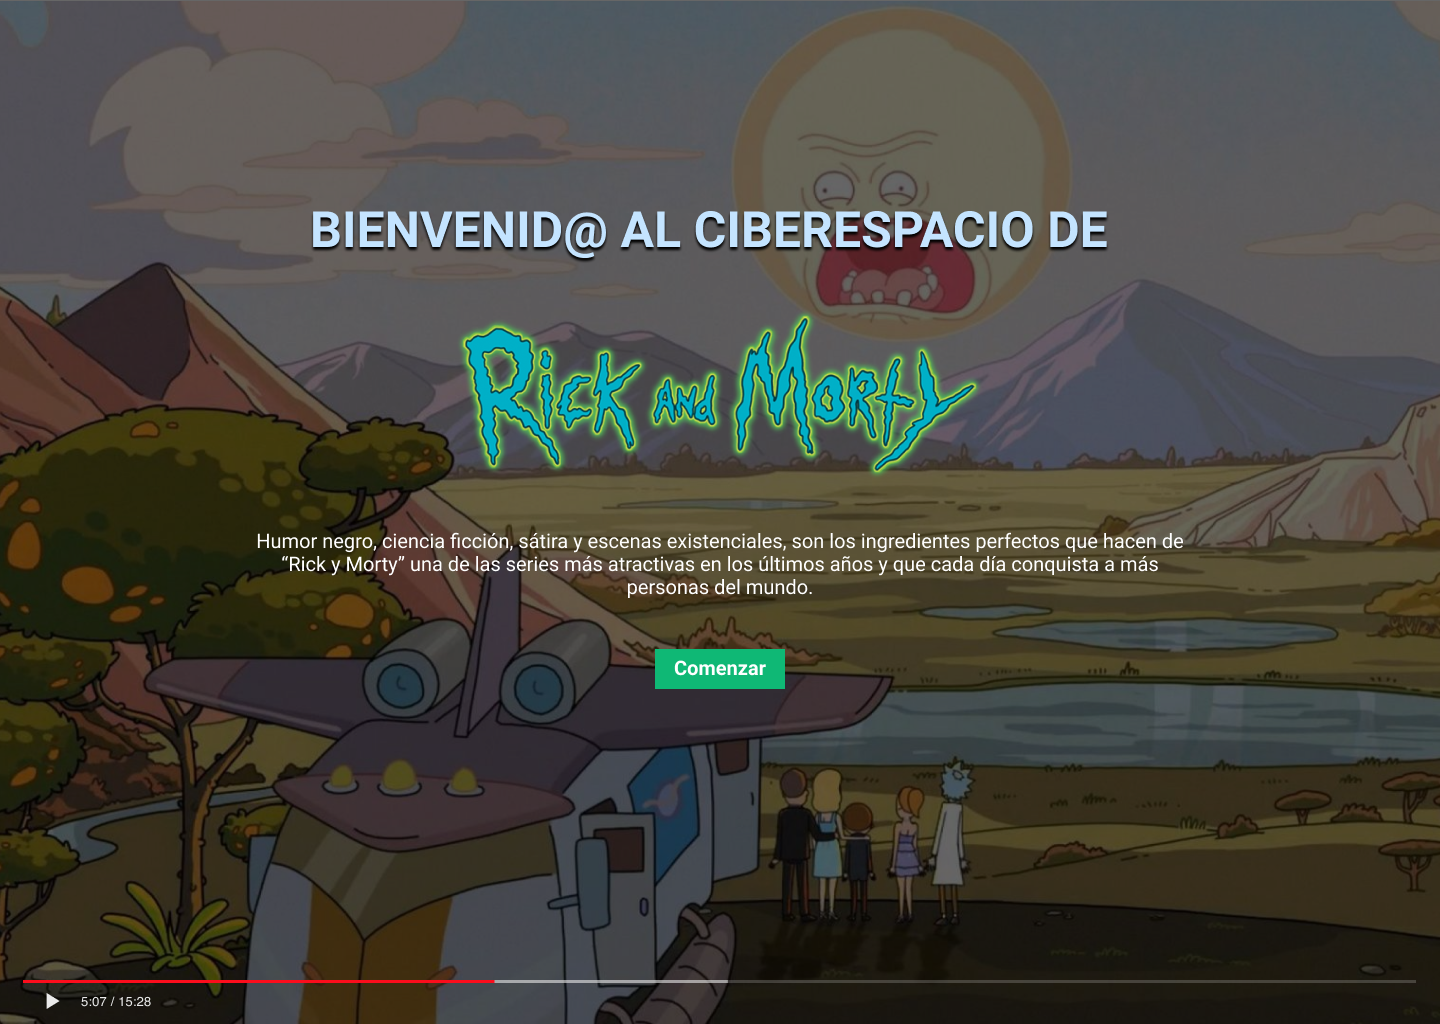 BIENVENID@ AL CIBERESPACIO DE
Rick and Morty
Humor negro, ciencia ficción, sátira y escenas existenciales, son los ingredientes perfectos que hacen de
“Rick y Morty” una de las series más atractivas en los últimos años y que cada día conquista a más
personas del mundo.
Comenzar
5:07 / 15:28